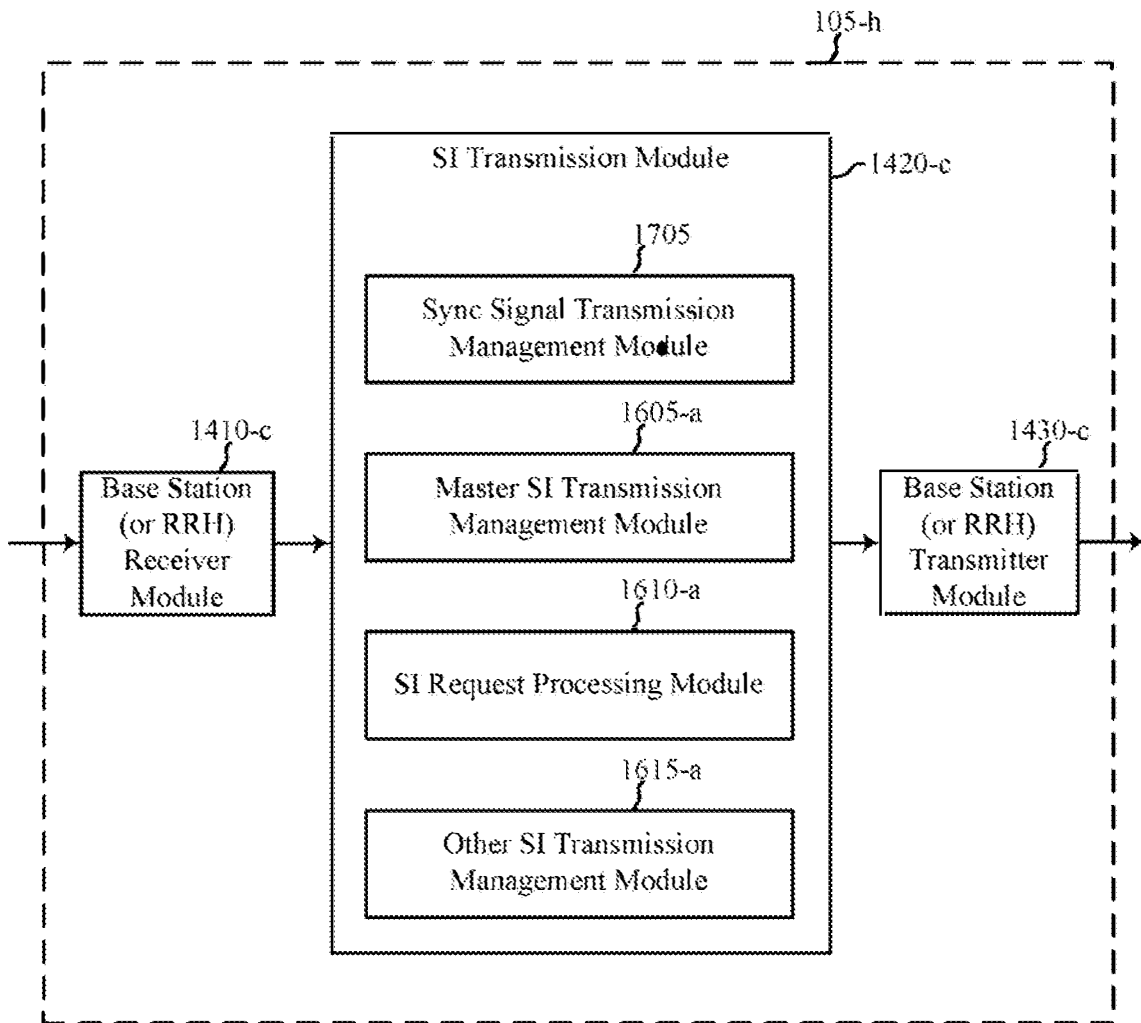 105-h
SI Transmission Module
1420-c
1705
Sync Signal Transmission
Management Module
1410-c
Base Station
(or RRH)
Receiver
Module
1605-a
Master SI Transmission
Management Module
1430-c
Base Station
(or RRH)
Transmitter
Module
1610-a
SI Request Processing Module
1615-a
Other SI Transmission
Management Module